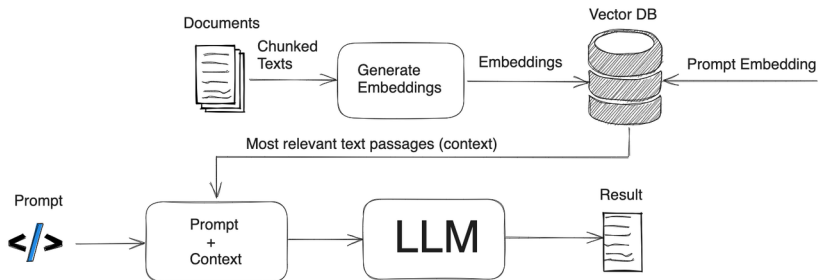 Documents
Vector DB
Chunked
Texts
Generate
Embeddings
Embeddings
Prompt Embedding
Most relevant text passages (context)
Prompt
</>
Prompt
+
Context
LLM
Result